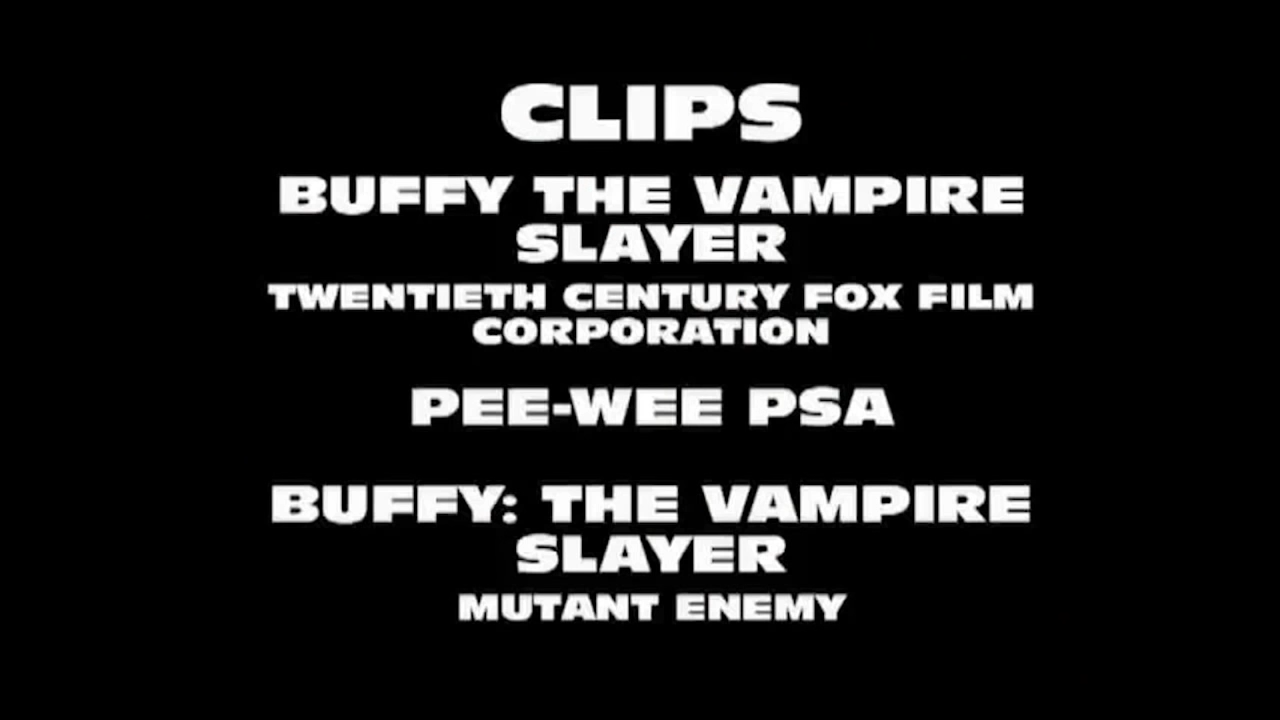 CLIPS
BUFFY THE VAMPIRE
SLAYER
TWENTIETH CENTURY FOX FILM
CORPORATION
PEE-WEE PSA
BUFFY: THE VAMPIRE
SLAYER
MUTANT ENEMY